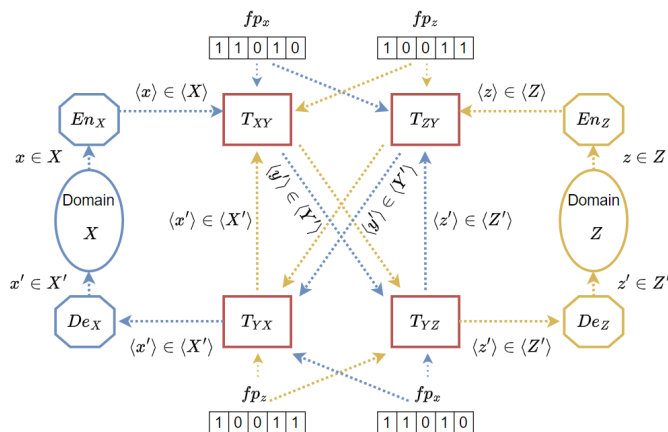 fp_x fp_z
1 1 0 1 0 1 1 0 1 1
⟨x⟩ ∈ ⟨X⟩ ⟨z⟩ ∈ ⟨Z⟩
En_X T_XY T_ZY En_Z
x ∈ X z ∈ Z
⟨y′⟩ ∈ ⟨Y′⟩ ⟨y′⟩ ∈ ⟨Y′⟩
Domain Domain
X Z
⟨x′⟩ ∈ ⟨X′⟩ ⟨z′⟩ ∈ ⟨Z′⟩
x′ ∈ X′ z′ ∈ Z′
De_X T_YX T_YZ De_Z
⟨x′⟩ ∈ ⟨X′⟩ ⟨z′⟩ ∈ ⟨Z′⟩
fp_z fp_x
1 0 0 1 1 1 1 0 1 0